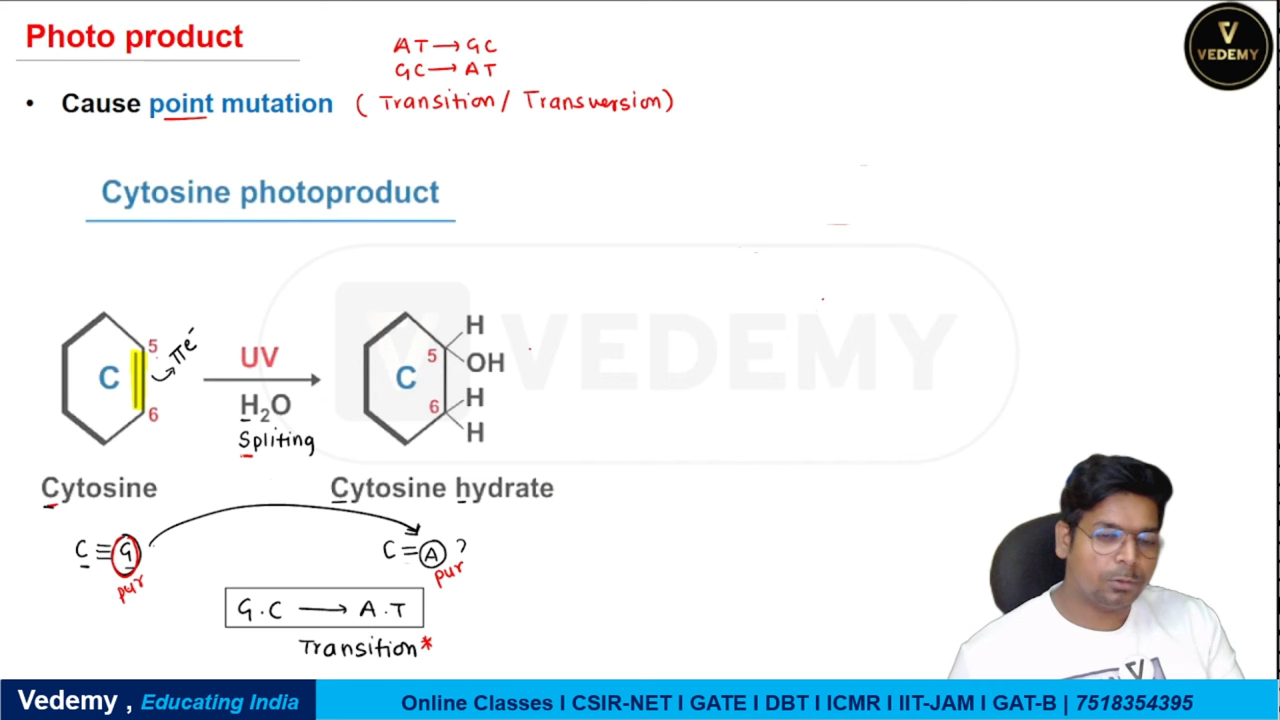 Photo product
AT → GC
GC → AT
• Cause point mutation ( Transition / Transversion)
VEDEMY
Cytosine photoproduct
VEDEMY
C
5
6
πe⁻
UV
H₂O
Spliting
C
5
6
H
OH
H
H
Cytosine
Cytosine hydrate
C ≡ G
pur
C = A ?
pur
G.C → A.T
Transition*
Vedemy , Educating India
Online Classes I CSIR-NET I GATE I DBT I ICMR I IIT-JAM I GAT-B | 7518354395